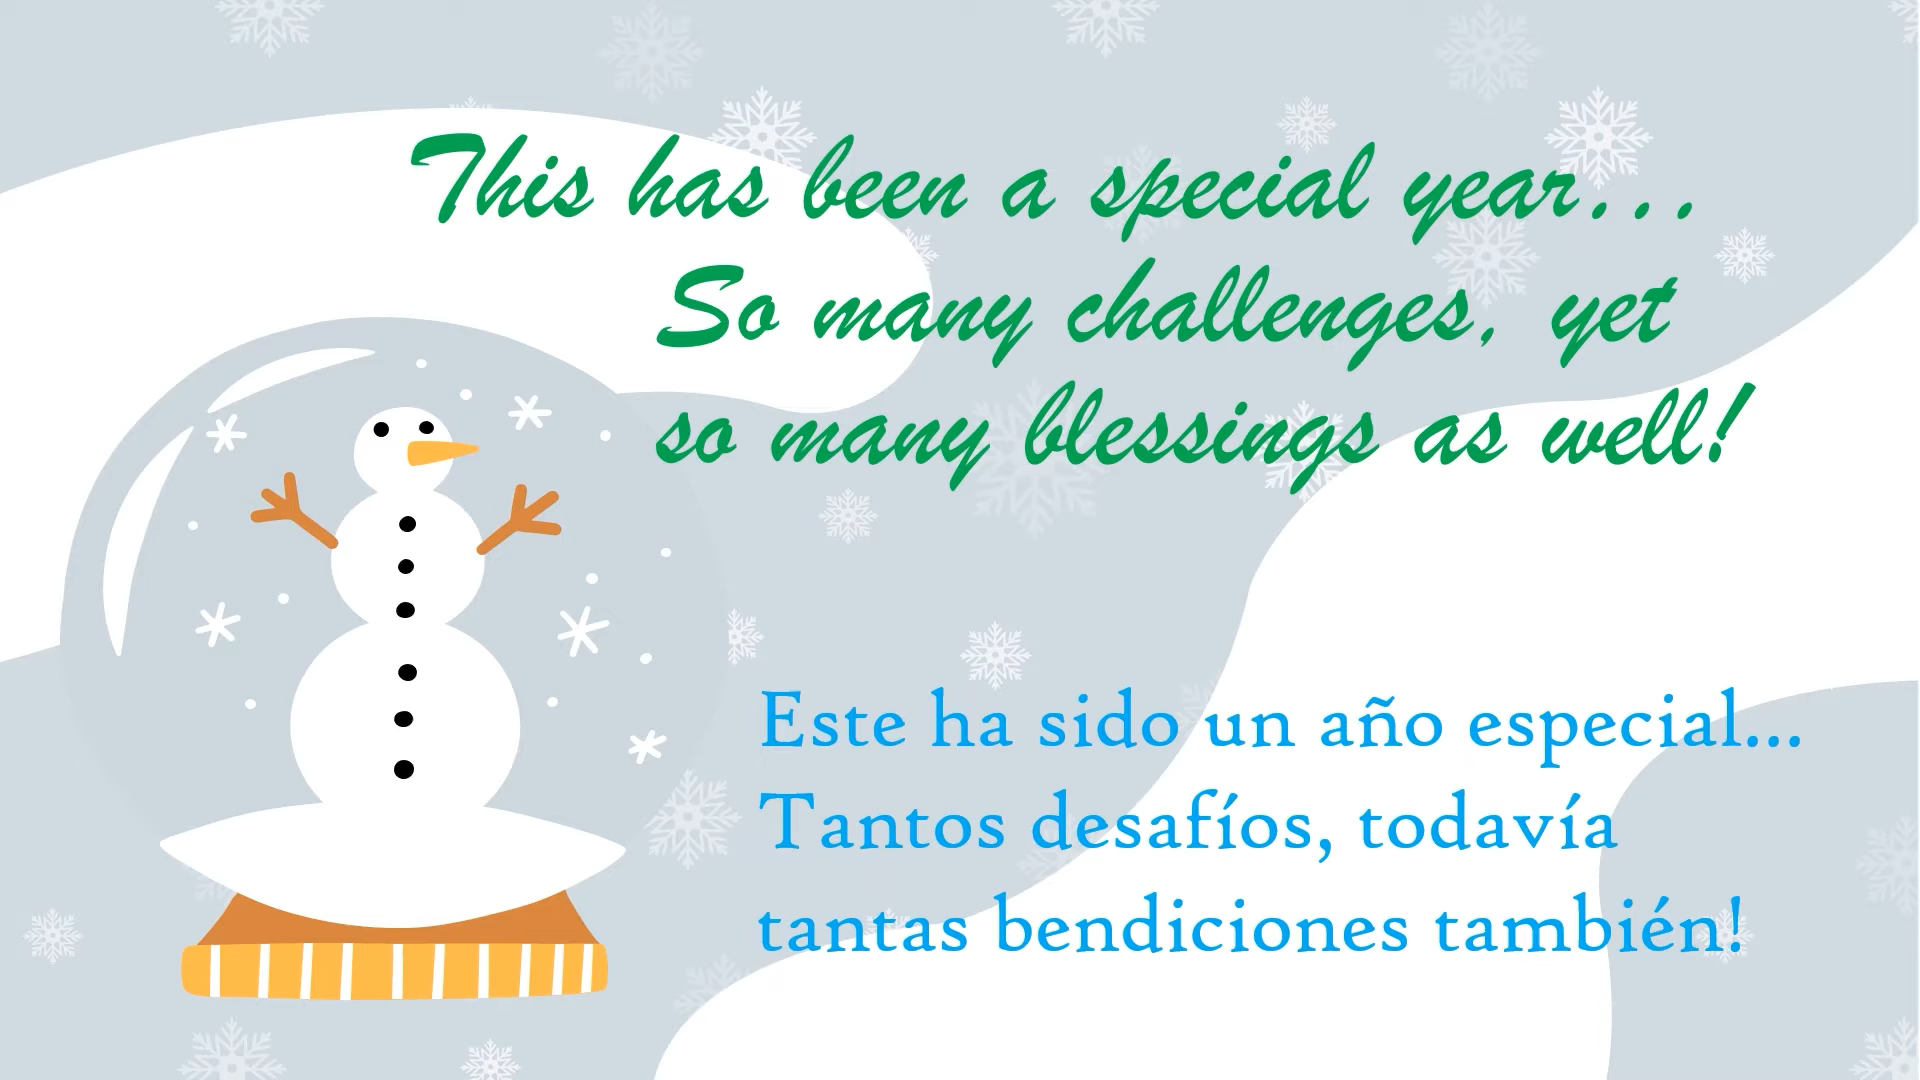 This has been a special year...
So many challenges, yet
so many blessings as well!
Este ha sido un año especial...
Tantos desafíos, todavía
tantas bendiciones también!